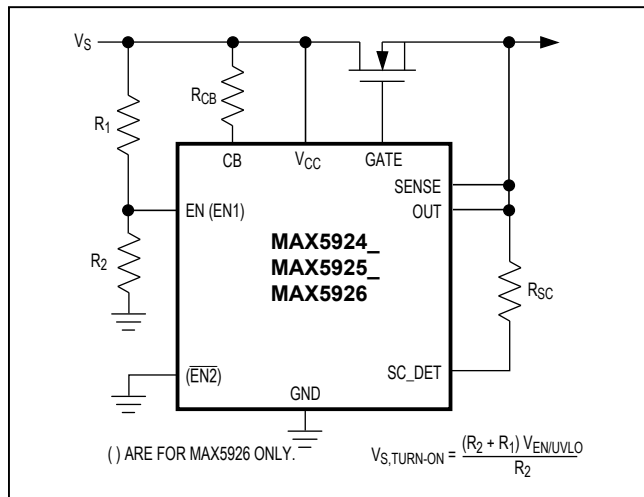 V_S
R_CB
R_1
CB
V_CC
GATE
SENSE
EN (EN1)
OUT
MAX5924_
MAX5925_
MAX5926
R_2
R_SC
(E̅N̅2̅)
SC_DET
GND
( ) ARE FOR MAX5926 ONLY.
V_S,TURN-ON = (R_2 + R_1) V_EN/UVLO / R_2